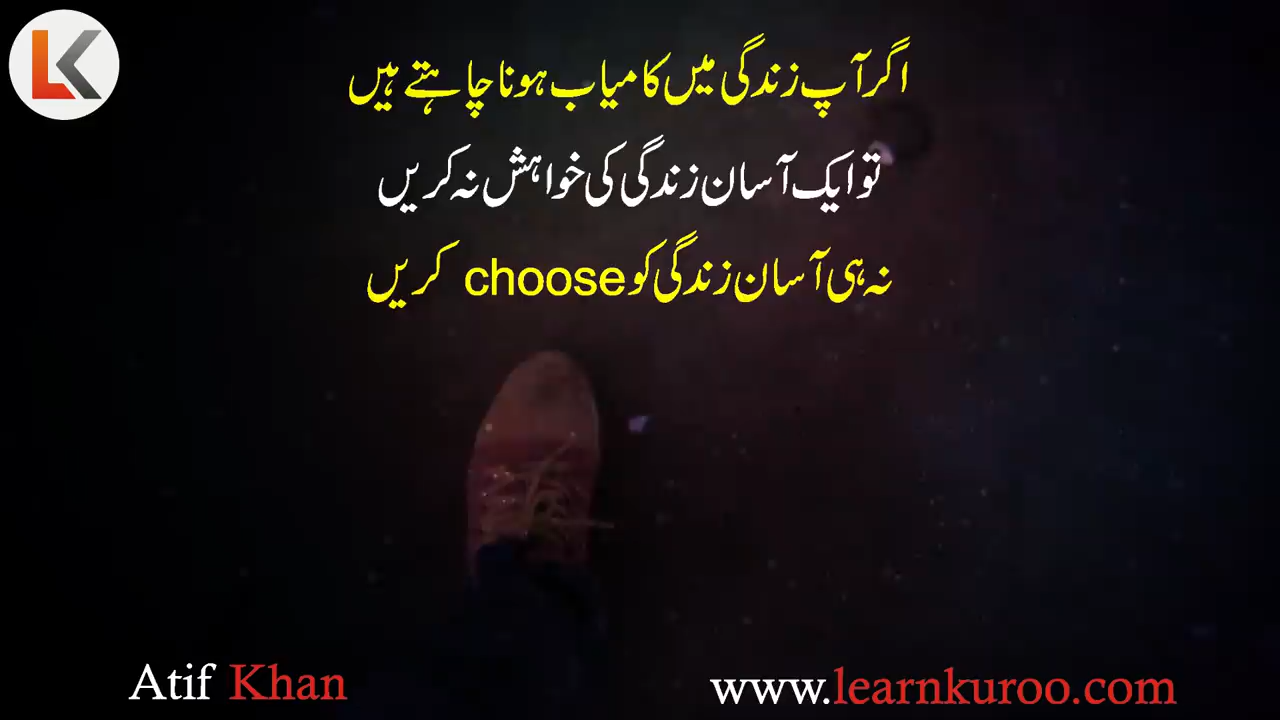 LK
اگر آپ زندگی میں کامیاب ہونا چاہتے ہیں
تو ایک آسان زندگی کی خواہش نہ کریں
نہ ہی آسان زندگی کو choose کریں
Atif Khan
www.learnkuroo.com